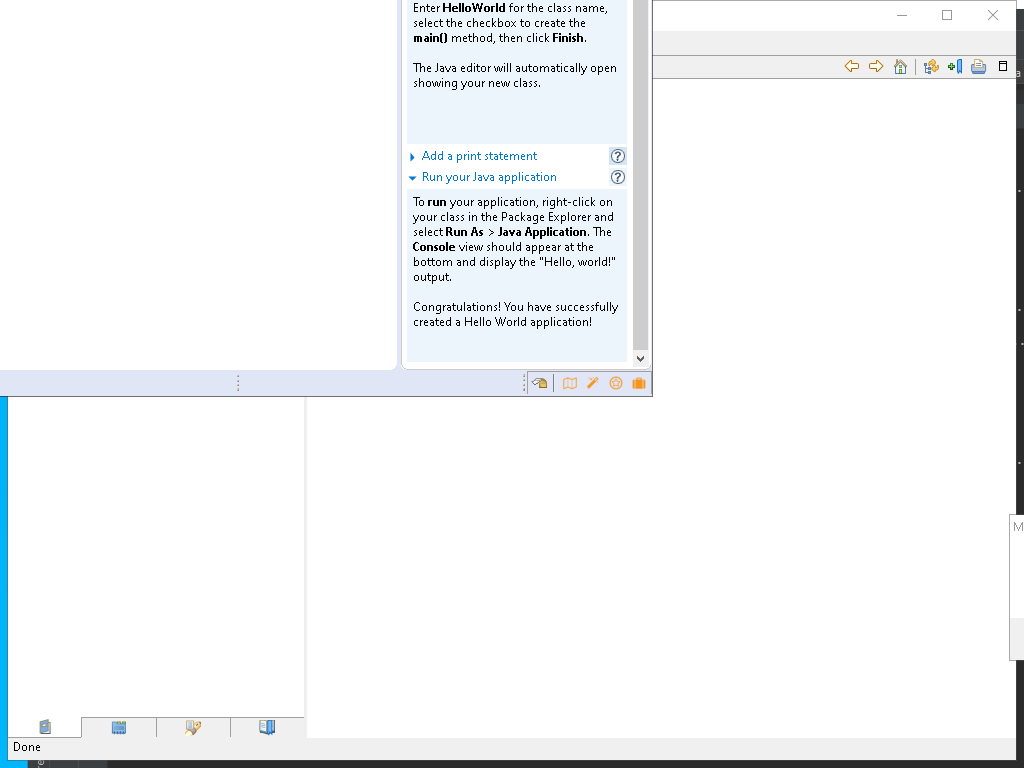 Enter HelloWorld for the class name,
select the checkbox to create the
main() method, then click Finish.
The Java editor will automatically open
showing your new class.
Add a print statement
Run your Java application
To run your application, right-click on
your class in the Package Explorer and
select Run As > Java Application. The
Console view should appear at the
bottom and display the "Hello, world!"
output.
Congratulations! You have successfully
created a Hello World application!
M
Done